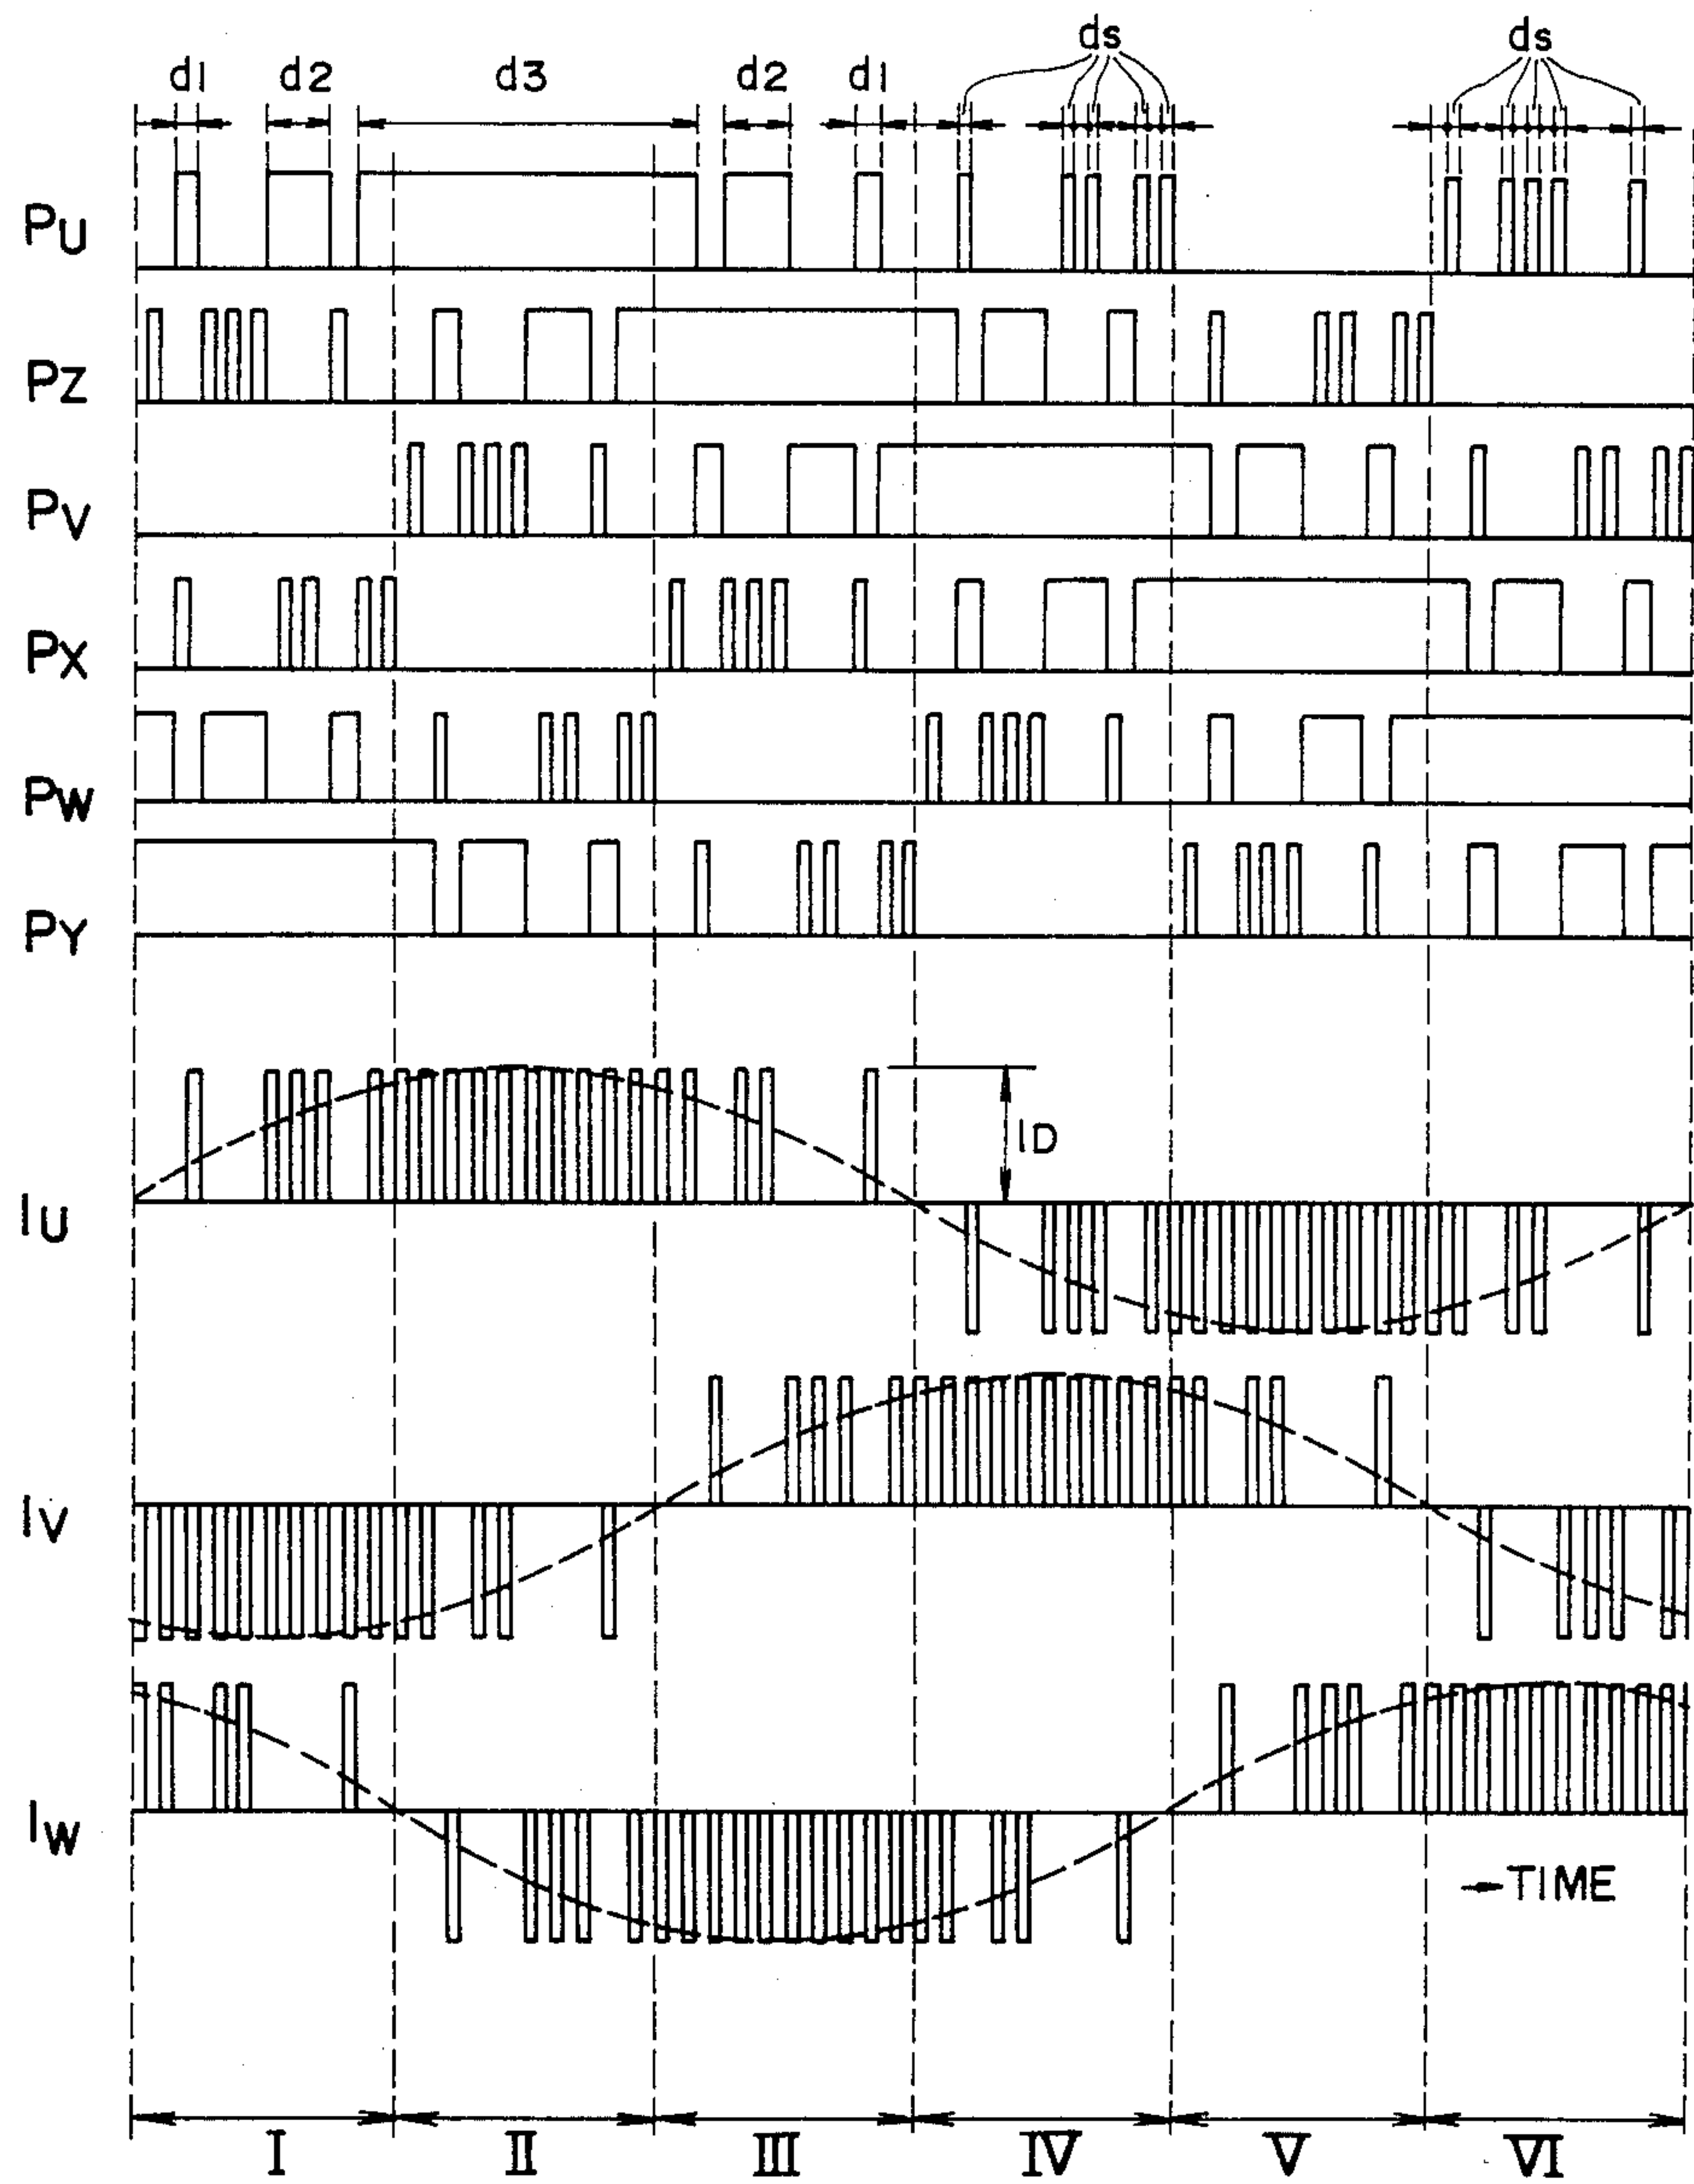 d1 d2 d3 d2 d1 ds ds
PU
PZ
PV
PX
PW
PY
ID
IU
IV
IW
TIME
I II III IV V VI